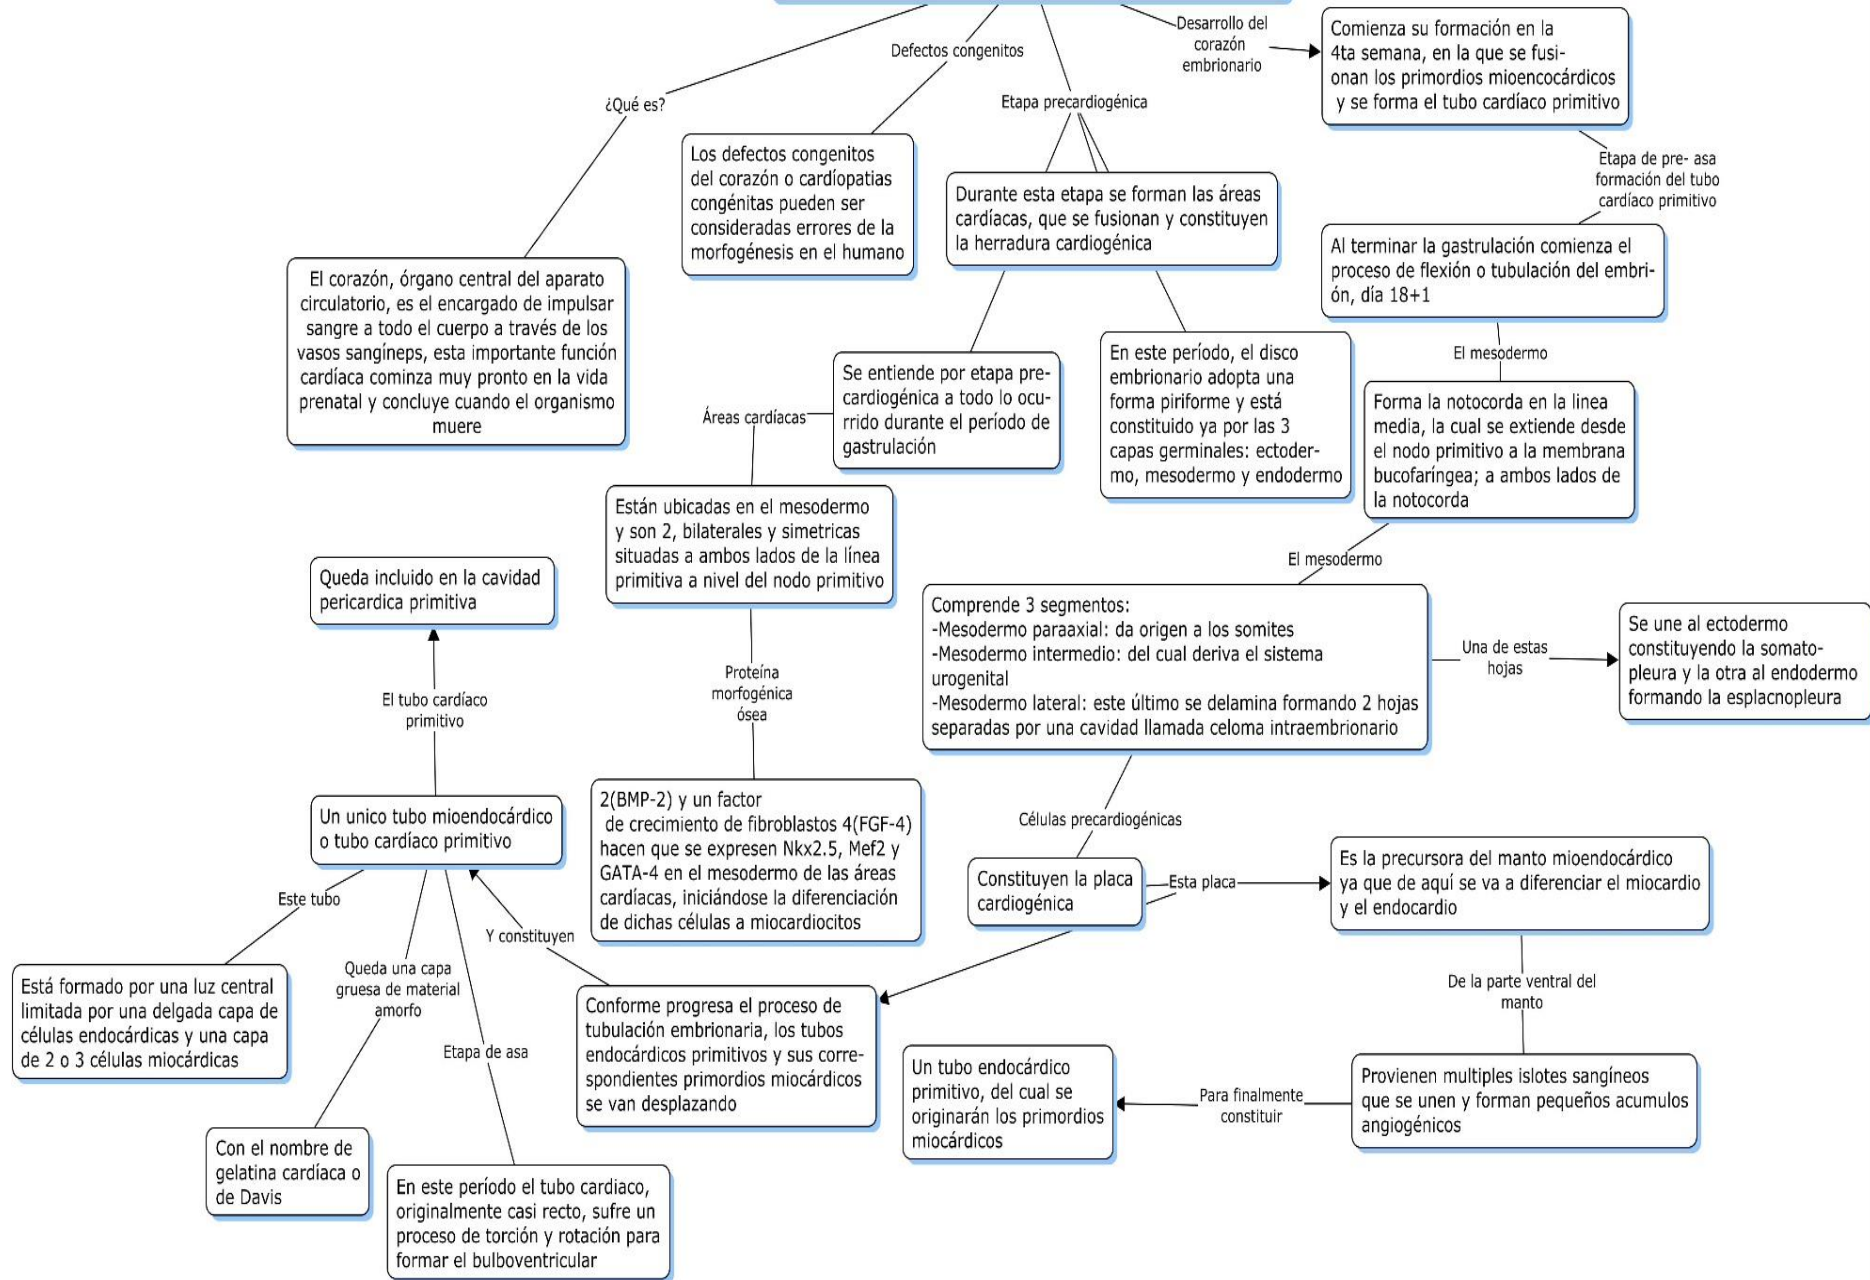 Desarrollo del
corazón
embrionario
Comienza su formación en la
4ta semana, en la que se fusi-
onan los primordios mioencocárdicos
y se forma el tubo cardíaco primitivo
Defectos congenitos
¿Qué es?
Etapa precardiogénica
Los defectos congenitos
del corazón o cardíopatias
congénitas pueden ser
consideradas errores de la
morfogénesis en el humano
Durante esta etapa se forman las áreas
cardíacas, que se fusionan y constituyen
la herradura cardiogénica
Etapa de pre- asa
formación del tubo
cardíaco primitivo
Al terminar la gastrulación comienza el
proceso de flexión o tubulación del embri-
ón, día 18+1
El corazón, órgano central del aparato
circulatorio, es el encargado de impulsar
sangre a todo el cuerpo a través de los
vasos sangíneps, esta importante función
cardíaca cominza muy pronto en la vida
prenatal y concluye cuando el organismo
muere
Se entiende por etapa pre-
cardiogénica a todo lo ocu-
rrido durante el período de
gastrulación
En este período, el disco
embrionario adopta una
forma piriforme y está
constituido ya por las 3
capas germinales: ectoder-
mo, mesodermo y endodermo
El mesodermo
Forma la notocorda en la linea
media, la cual se extiende desde
el nodo primitivo a la membrana
bucofaríngea; a ambos lados de
la notocorda
Áreas cardíacas
Están ubicadas en el mesodermo
y son 2, bilaterales y simetricas
situadas a ambos lados de la línea
primitiva a nivel del nodo primitivo
El mesodermo
Queda incluido en la cavidad
pericardica primitiva
Comprende 3 segmentos:
-Mesodermo paraaxial: da origen a los somites
-Mesodermo intermedio: del cual deriva el sistema
urogenital
-Mesodermo lateral: este último se delamina formando 2 hojas
separadas por una cavidad llamada celoma intraembrionario
Una de estas
hojas
Se une al ectodermo
constituyendo la somato-
pleura y la otra al endodermo
formando la esplacnopleura
El tubo cardíaco
primitivo
Proteína
morfogénica
ósea
Un unico tubo mioendocárdico
o tubo cardíaco primitivo
2(BMP-2) y un factor
de crecimiento de fibroblastos 4(FGF-4)
hacen que se expresen Nkx2.5, Mef2 y
GATA-4 en el mesodermo de las áreas
cardíacas, iniciándose la diferenciación
de dichas células a miocardiocitos
Células precardiogénicas
Constituyen la placa
cardiogénica
Esta placa
Es la precursora del manto mioendocárdico
ya que de aquí se va a diferenciar el miocardio
y el endocardio
Este tubo
Y constituyen
Está formado por una luz central
limitada por una delgada capa de
células endocárdicas y una capa
de 2 o 3 células miocárdicas
Queda una capa
gruesa de material
amorfo
Etapa de asa
Conforme progresa el proceso de
tubulación embrionaria, los tubos
endocárdicos primitivos y sus corre-
spondientes primordios miocárdicos
se van desplazando
De la parte ventral del
manto
Un tubo endocárdico
primitivo, del cual se
originarán los primordios
miocárdicos
Para finalmente
constituir
Provienen multiples islotes sangíneos
que se unen y forman pequeños acumulos
angiogénicos
Con el nombre de
gelatina cardíaca o
de Davis
En este período el tubo cardiaco,
originalmente casi recto, sufre un
proceso de torción y rotación para
formar el bulboventricular